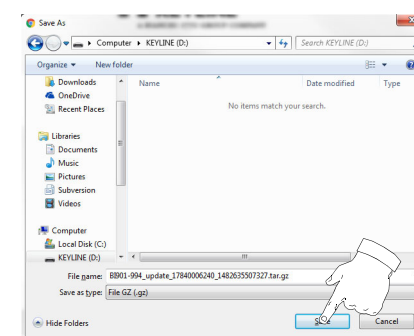 Save As
Computer ▸ KEYLINE (D:)
Search KEYLINE (D:)
Organize
New folder
Name
Date modified
Type
No items match your search.
Downloads
OneDrive
Recent Places
Libraries
Documents
Music
Pictures
Subversion
Videos
Computer
Local Disk (C:)
KEYLINE (D:)
File name: BI901-994_update_17840006240_1482635507327.tar.gz
Save as type: File GZ (.gz)
Hide Folders
Save
Cancel